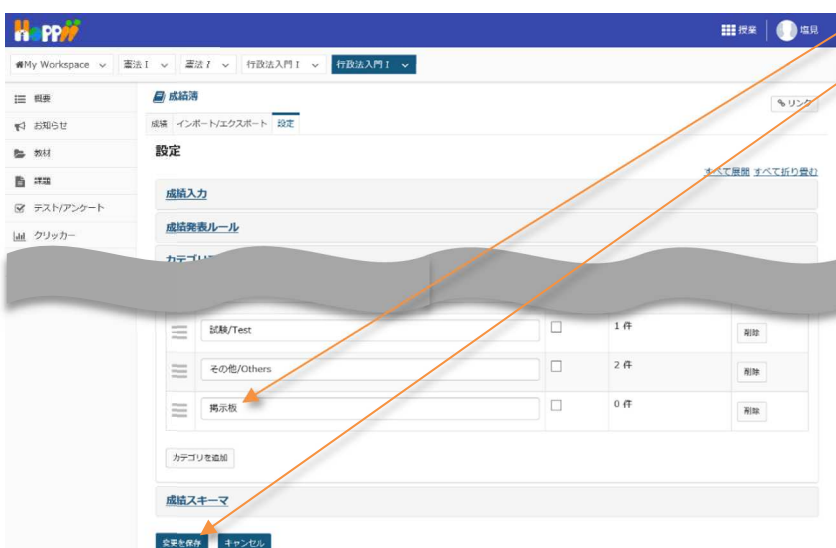 HoPPii
授業
塩見
My Workspace
憲法 I
憲法 I
行政法入門 I
行政法入門 I
概要
お知らせ
教材
課題
テスト/アンケート
クリッカー
成績簿
リンク
成績 インポート/エクスポート 設定
設定
すべて展開 すべて折り畳む
成績入力
成績発表ルール
試験/Test
1 件
削除
その他/Others
2 件
削除
掲示板
0 件
削除
カテゴリを追加
成績スキーマ
変更を保存
キャンセル